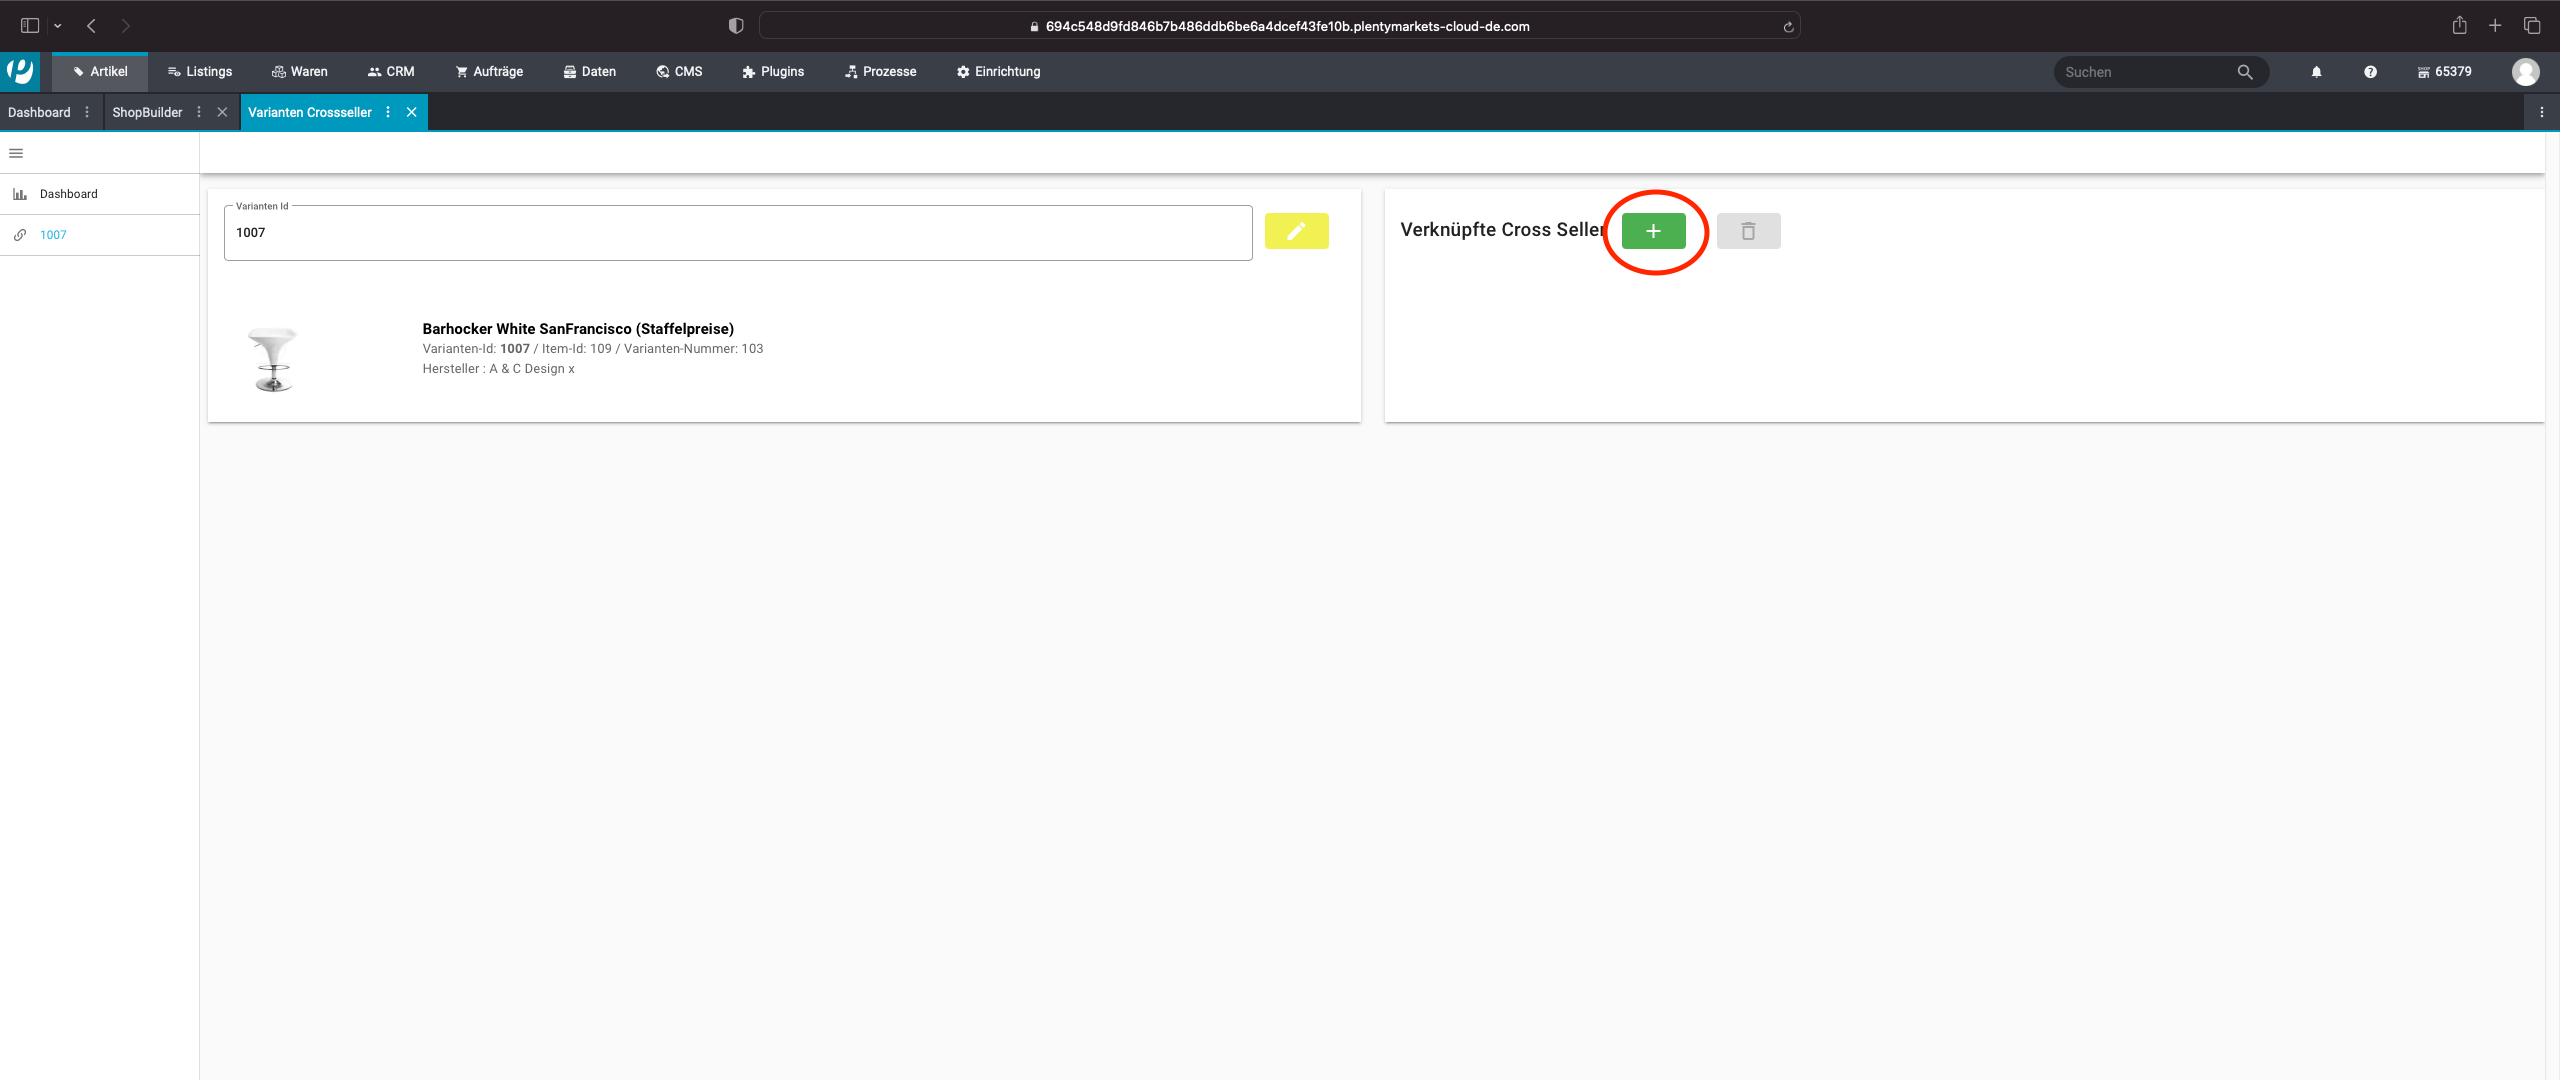 694c548d9fd846b7b486ddb6be6a4dcef43fe10b.plentymarkets-cloud-de.com
Artikel Listings Waren CRM Aufträge Daten CMS Plugins Prozesse Einrichtung Suchen 65379
Dashboard ShopBuilder Varianten Crossseller
Dashboard
1007
Varianten Id
1007
Barhocker White SanFrancisco (Staffelpreise)
Varianten-Id: 1007 / Item-Id: 109 / Varianten-Nummer: 103
Hersteller : A & C Design x
Verknüpfte Cross Seller